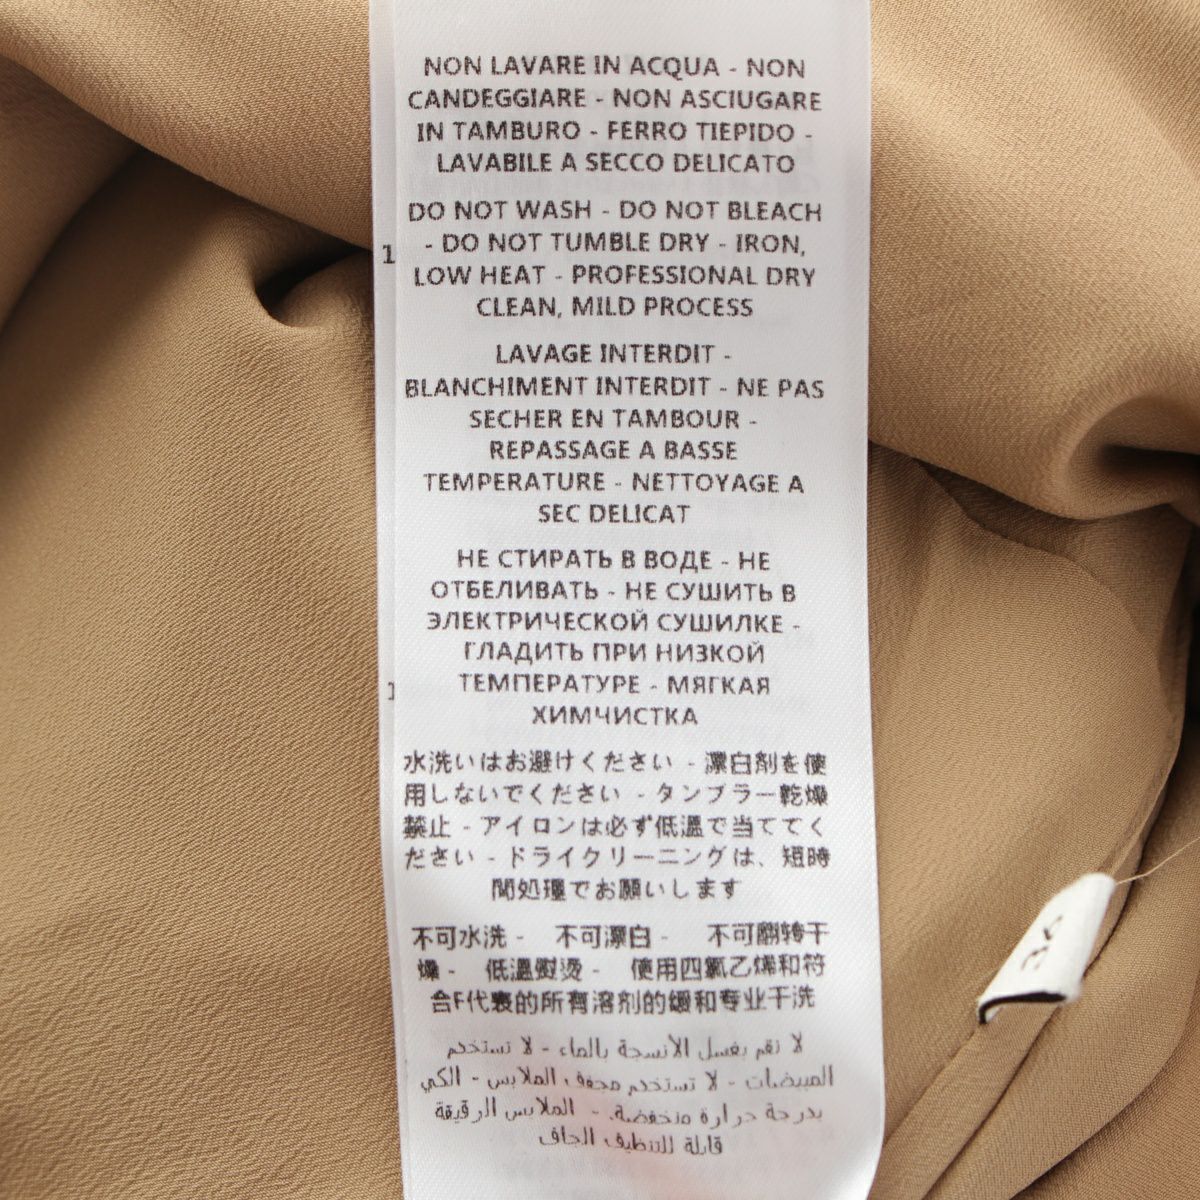 NON LAVARE IN ACQUA - NON
CANDEGGIARE - NON ASCIUGARE
IN TAMBURO - FERRO TIEPIDO -
LAVABILE A SECCO DELICATO
DO NOT WASH - DO NOT BLEACH
- DO NOT TUMBLE DRY - IRON,
LOW HEAT - PROFESSIONAL DRY
CLEAN, MILD PROCESS
LAVAGE INTERDIT -
BLANCHIMENT INTERDIT - NE PAS
SECHER EN TAMBOUR -
REPASSAGE A BASSE
TEMPERATURE - NETTOYAGE A
SEC DELICAT
НЕ СТИРАТЬ В ВОДЕ - НЕ
ОТБЕЛИВАТЬ - НЕ СУШИТЬ В
ЭЛЕКТРИЧЕСКОЙ СУШИЛКЕ -
ГЛАДИТЬ ПРИ НИЗКОЙ
ТЕМПЕРАТУРЕ - МЯГКАЯ
ХИМЧИСТКА
水洗いはお避けください - 漂白剤を使
用しないでください - タンブラー乾燥
禁止 - アイロンは必ず低温で当ててく
ださい - ドライクリーニングは、短時
間処理でお願いします
不可水洗 - 不可漂白 - 不可翻转干
燥 - 低溫熨烫 - 使用四氯乙烯和符
合F代表的所有溶剂的缓和专业干洗
لا تقم بغسل الأنسجة بالماء - لا تستخدم
المبيضات - لا تستخدم مجفف الملابس - الكي
بدرجة حرارة منخفضة. - الملابس الرقيقة
قابلة للتنظيف الجاف
1
36